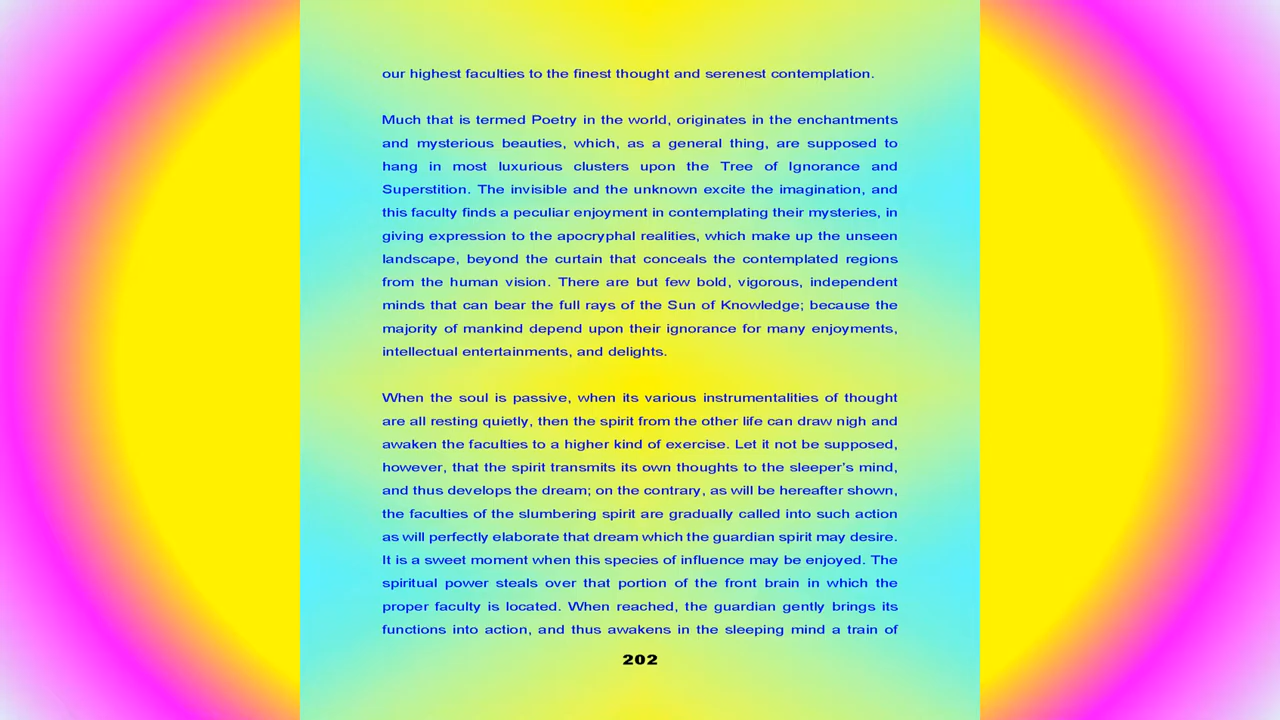 our highest faculties to the finest thought and serenest contemplation.
Much that is termed Poetry in the world, originates in the enchantments
and mysterious beauties, which, as a general thing, are supposed to
hang in most luxurious clusters upon the Tree of Ignorance and
Superstition. The invisible and the unknown excite the imagination, and
this faculty finds a peculiar enjoyment in contemplating their mysteries, in
giving expression to the apocryphal realities, which make up the unseen
landscape, beyond the curtain that conceals the contemplated regions
from the human vision. There are but few bold, vigorous, independent
minds that can bear the full rays of the Sun of Knowledge; because the
majority of mankind depend upon their ignorance for many enjoyments,
intellectual entertainments, and delights.
When the soul is passive, when its various instrumentalities of thought
are all resting quietly, then the spirit from the other life can draw nigh and
awaken the faculties to a higher kind of exercise. Let it not be supposed,
however, that the spirit transmits its own thoughts to the sleeper's mind,
and thus develops the dream; on the contrary, as will be hereafter shown,
the faculties of the slumbering spirit are gradually called into such action
as will perfectly elaborate that dream which the guardian spirit may desire.
It is a sweet moment when this species of influence may be enjoyed. The
spiritual power steals over that portion of the front brain in which the
proper faculty is located. When reached, the guardian gently brings its
functions into action, and thus awakens in the sleeping mind a train of
202